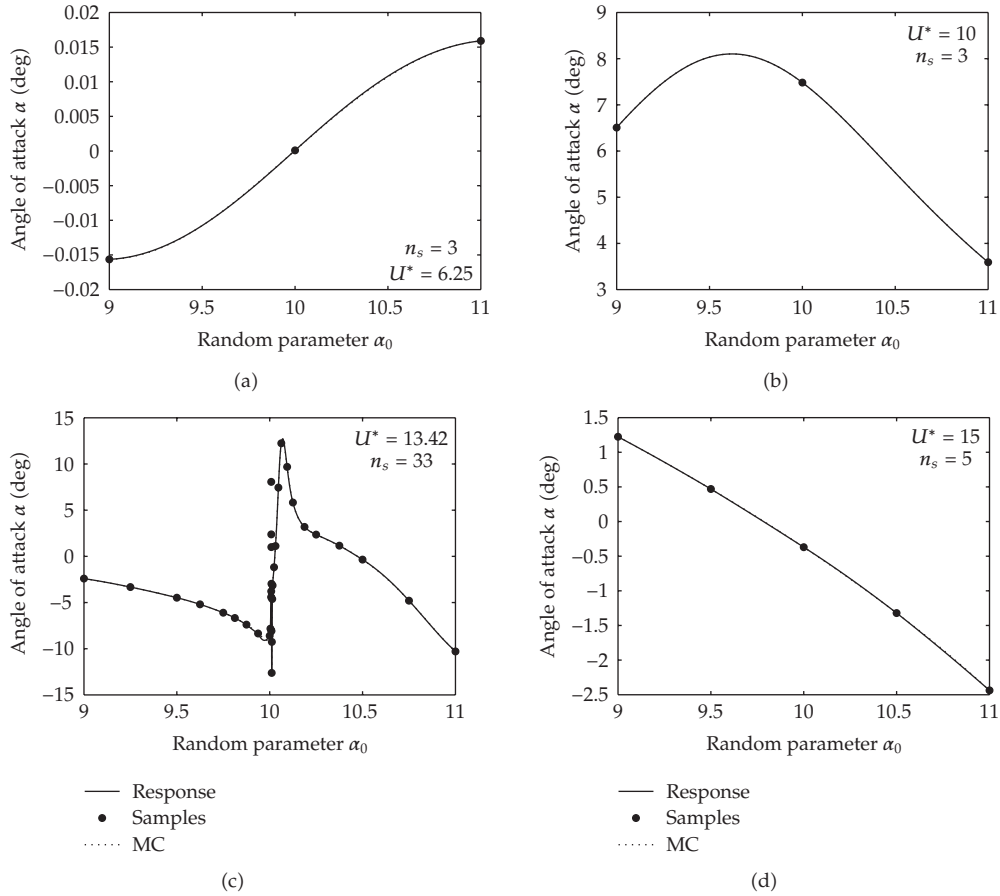 0.02
0.015
0.01
0.005
0
−0.005
−0.01
−0.015
−0.02
Angle of attack α (deg)
n_s = 3
U* = 6.25
9 9.5 10 10.5 11
Random parameter α₀
(a)
9
8
7
6
5
4
3
Angle of attack α (deg)
U* = 10
n_s = 3
9 9.5 10 10.5 11
Random parameter α₀
(b)
15
10
5
0
−5
−10
−15
Angle of attack α (deg)
U* = 13.42
n_s = 33
9 9.5 10 10.5 11
Random parameter α₀
Response
Samples
MC
(c)
1.5
1
0.5
0
−0.5
−1
−1.5
−2
−2.5
Angle of attack α (deg)
U* = 15
n_s = 5
9 9.5 10 10.5 11
Random parameter α₀
(d)